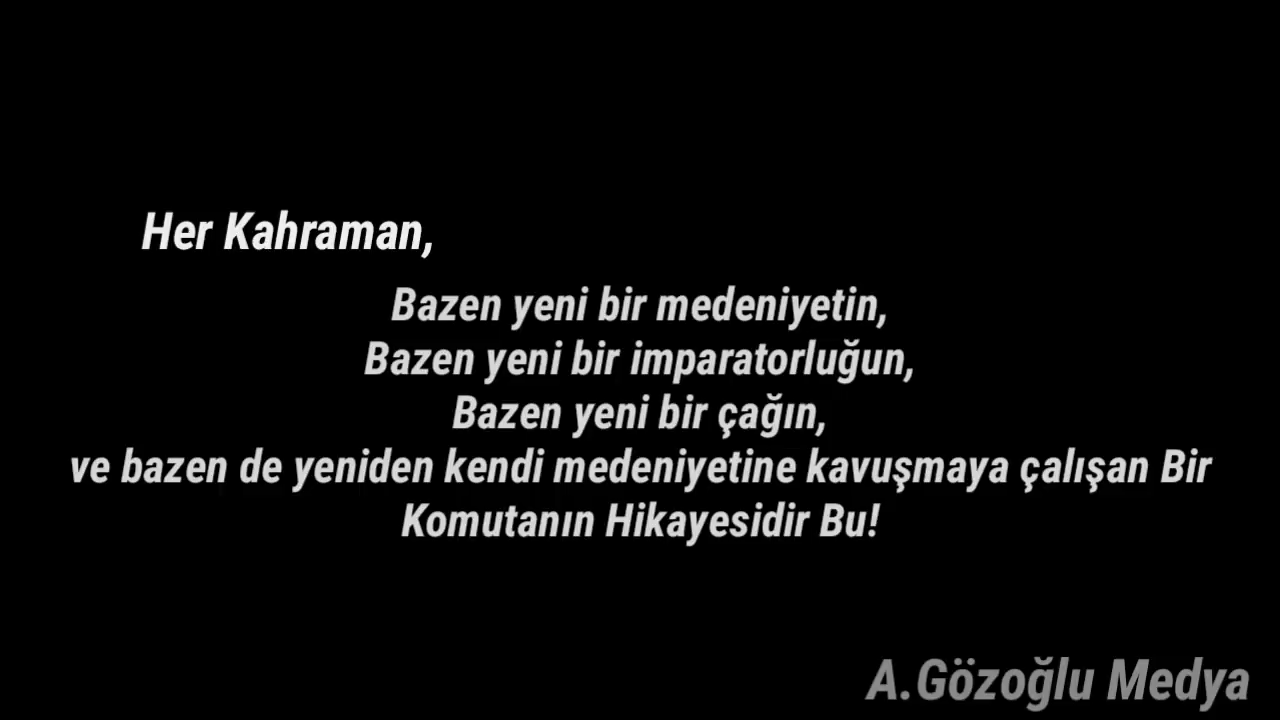 Her Kahraman,
Bazen yeni bir medeniyetin,
Bazen yeni bir imparatorluğun,
Bazen yeni bir çağın,
ve bazen de yeniden kendi medeniyetine kavuşmaya çalışan Bir
Komutanın Hikayesidir Bu!
A.Gözoğlu Medya